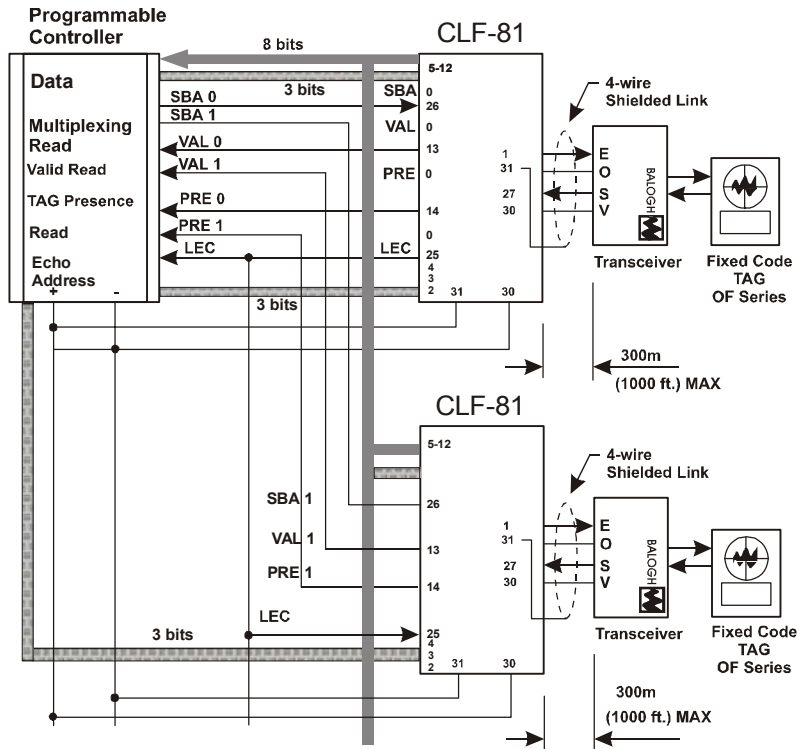 Programmable
Controller
Data
Multiplexing
Read
Valid Read
TAG Presence
Read
Echo
Address
+
-
8 bits
3 bits
SBA 0
SBA 1
VAL 0
VAL 1
PRE 0
PRE 1
LEC
3 bits
CLF-81
5-12
SBA
0
26
VAL
0
13
PRE
0
14
0
LEC
25
4
3
2
31
30
1
31
27
30
4-wire
Shielded Link
E
O
S
V
BALOGH
Transceiver
Fixed Code
TAG
OF Series
300m
(1000 ft.) MAX
CLF-81
5-12
SBA 1
26
VAL 1
13
PRE 1
14
LEC
25
4
3
2
3 bits
31
30
1
31
27
30
4-wire
Shielded Link
E
O
S
V
BALOGH
Transceiver
Fixed Code
TAG
OF Series
300m
(1000 ft.) MAX